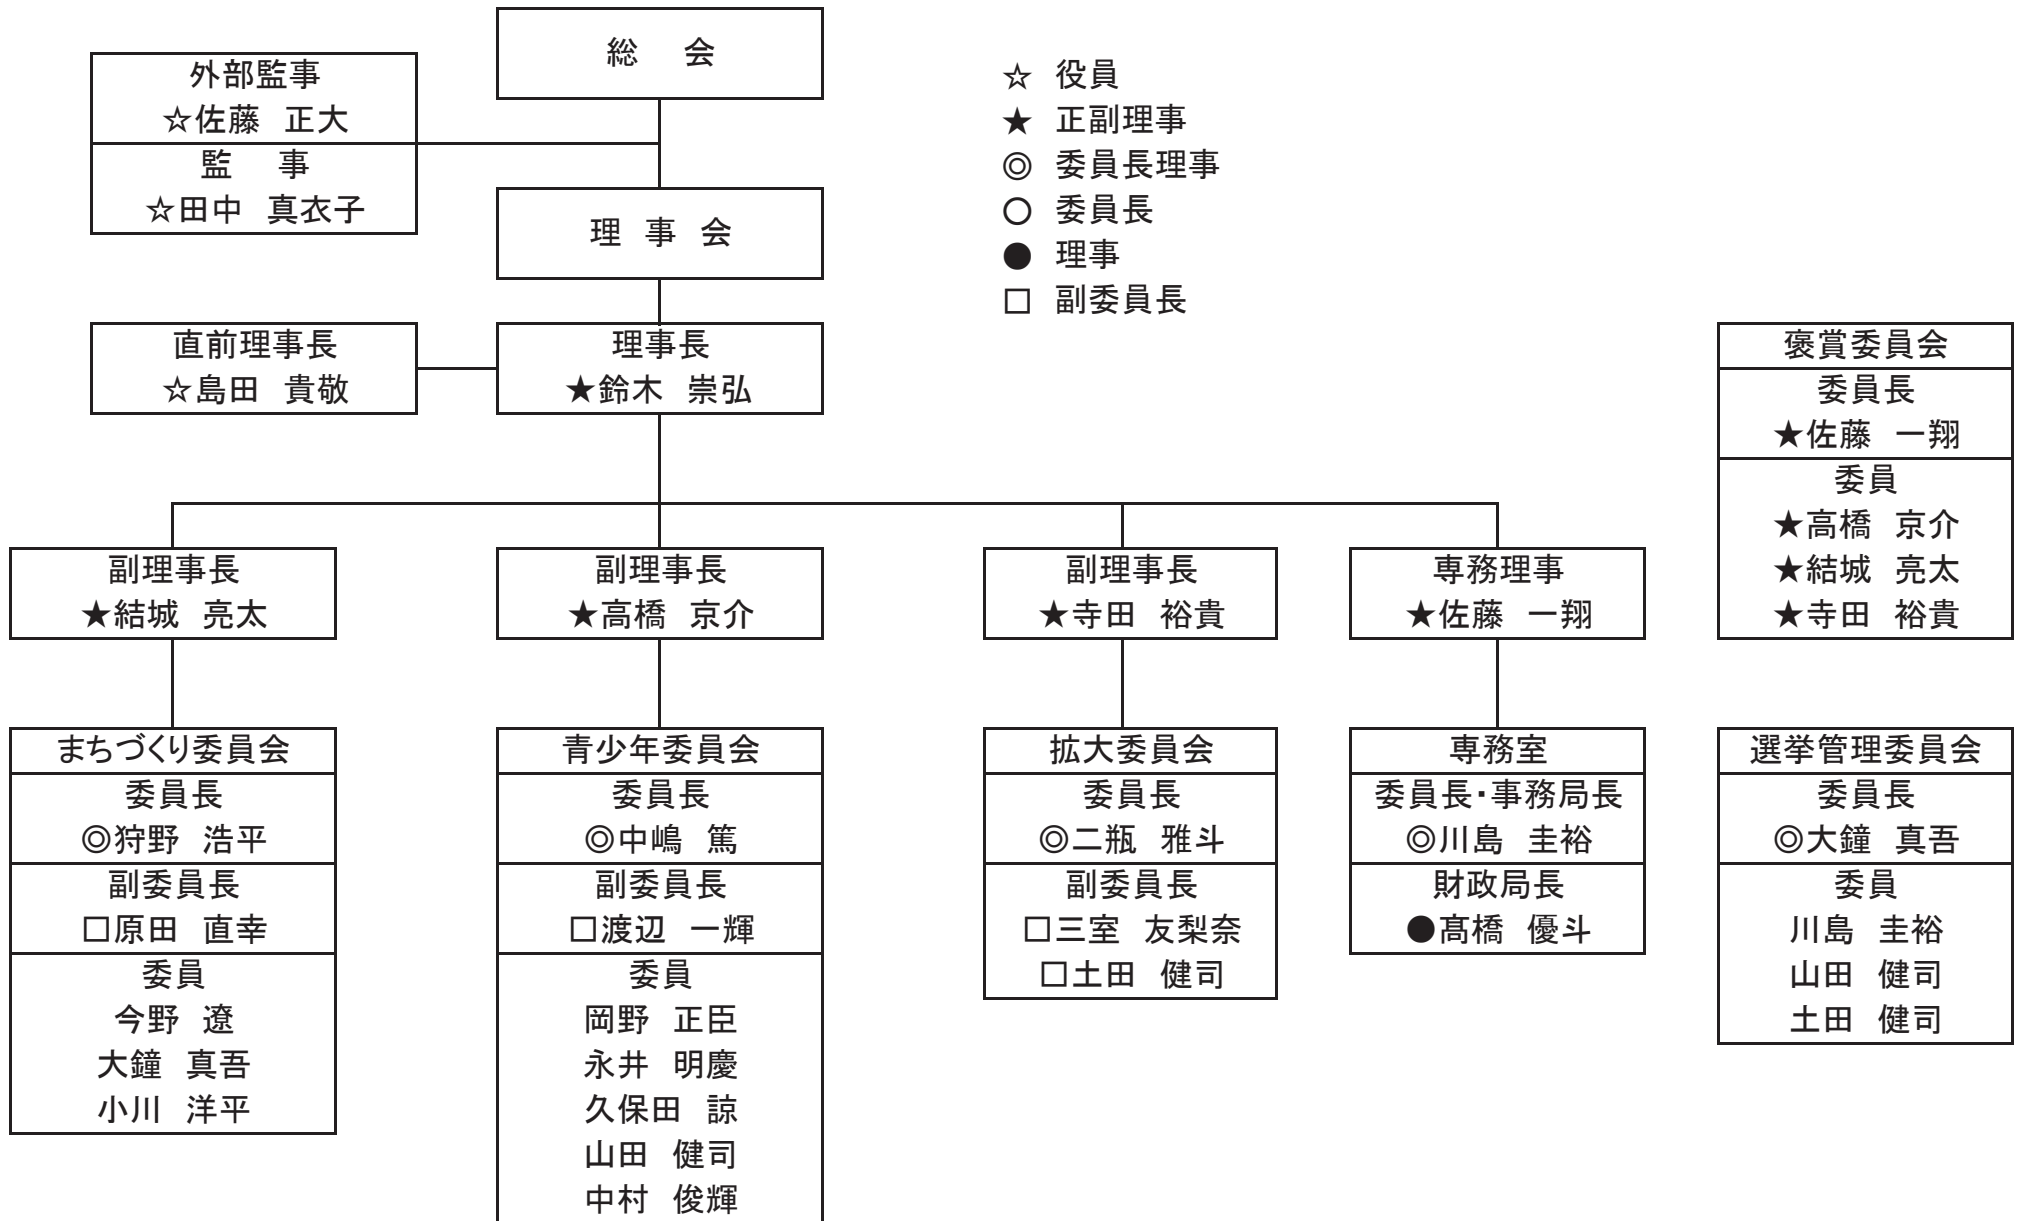 総 会
外部監事
☆佐藤 正大
監 事
☆田中 真衣子
☆ 役員
★ 正副理事
◎ 委員長理事
○ 委員長
● 理事
□ 副委員長
理 事 会
直前理事長
☆島田 貴敬
理事長
★鈴木 崇弘
褒賞委員会
委員長
★佐藤 一翔
委員
★高橋 京介
★結城 亮太
★寺田 裕貴
副理事長
★結城 亮太
副理事長
★高橋 京介
副理事長
★寺田 裕貴
専務理事
★佐藤 一翔
まちづくり委員会
委員長
◎狩野 浩平
副委員長
□原田 直幸
委員
今野 遼
大鐘 真吾
小川 洋平
青少年委員会
委員長
◎中嶋 篤
副委員長
□渡辺 一輝
委員
岡野 正臣
永井 明慶
久保田 諒
山田 健司
中村 俊輝
拡大委員会
委員長
◎二瓶 雅斗
副委員長
□三室 友梨奈
□土田 健司
専務室
委員長・事務局長
◎川島 圭裕
財政局長
●髙橋 優斗
選挙管理委員会
委員長
◎大鐘 真吾
委員
川島 圭裕
山田 健司
土田 健司